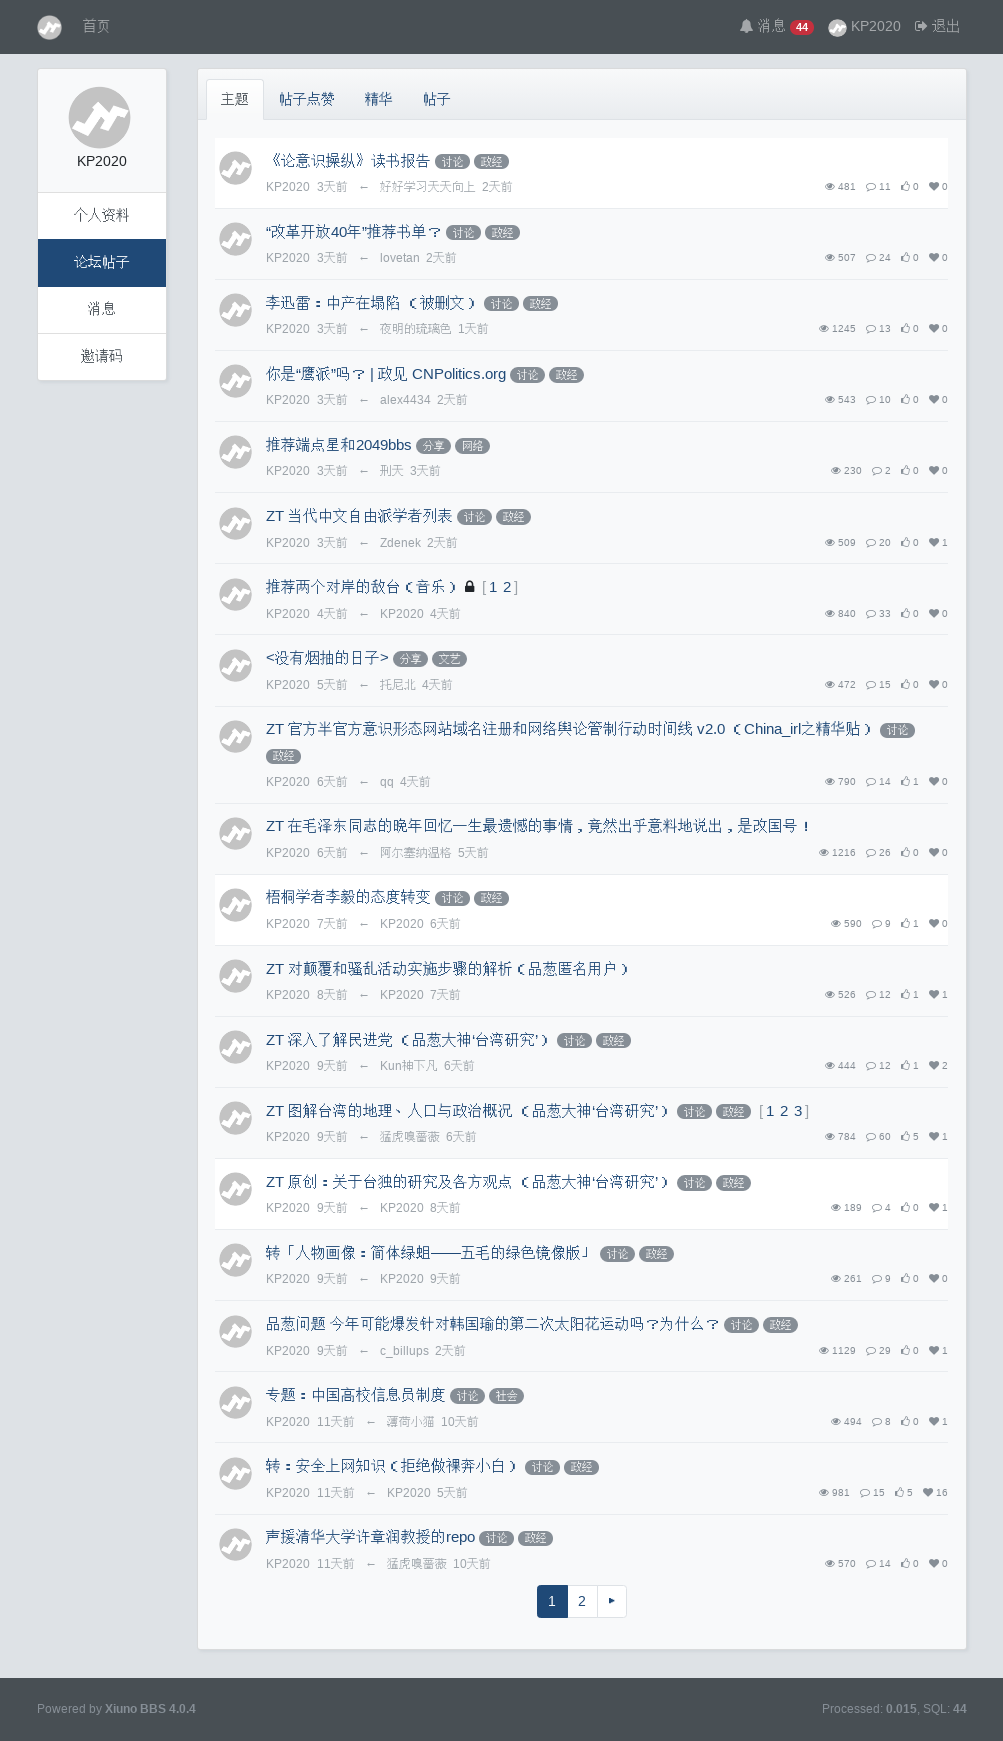 首页 消息 44 KP2020 退出
KP2020
个人资料
论坛帖子
消息
邀请码
主题 帖子点赞 精华 帖子
《论意识操纵》读书报告 讨论 政经
KP2020 3天前 ← 好好学习天天向上 2天前 481 11 0 0
“改革开放40年”推荐书单？ 讨论 政经
KP2020 3天前 ← lovetan 2天前 507 24 0 0
李迅雷：中产在塌陷 （被删文） 讨论 政经
KP2020 3天前 ← 夜明的琉璃色 1天前 1245 13 0 0
你是“鹰派”吗？ | 政见 CNPolitics.org 讨论 政经
KP2020 3天前 ← alex4434 2天前 543 10 0 0
推荐端点星和2049bbs 分享 网络
KP2020 3天前 ← 刑天 3天前 230 2 0 0
ZT 当代中文自由派学者列表 讨论 政经
KP2020 3天前 ← Zdenek 2天前 509 20 0 1
推荐两个对岸的敌台（音乐） [ 1 2 ]
KP2020 4天前 ← KP2020 4天前 840 33 0 0
<没有烟抽的日子> 分享 文艺
KP2020 5天前 ← 托尼北 4天前 472 15 0 0
ZT 官方半官方意识形态网站域名注册和网络舆论管制行动时间线 v2.0 （China_irl之精华贴） 讨论
政经
KP2020 6天前 ← qq 4天前 790 14 1 0
ZT 在毛泽东同志的晚年回忆一生最遗憾的事情，竟然出乎意料地说出，是改国号！
KP2020 6天前 ← 阿尔塞纳温格 5天前 1216 26 0 0
梧桐学者李毅的态度转变 讨论 政经
KP2020 7天前 ← KP2020 6天前 590 9 1 0
ZT 对颠覆和骚乱活动实施步骤的解析（品葱匿名用户）
KP2020 8天前 ← KP2020 7天前 526 12 1 1
ZT 深入了解民进党 （品葱大神‘台湾研究’） 讨论 政经
KP2020 9天前 ← Kun神下凡 6天前 444 12 1 2
ZT 图解台湾的地理、人口与政治概况 （品葱大神‘台湾研究’） 讨论 政经 [ 1 2 3 ]
KP2020 9天前 ← 猛虎嗅蔷薇 6天前 784 60 5 1
ZT 原创：关于台独的研究及各方观点 （品葱大神‘台湾研究’） 讨论 政经
KP2020 9天前 ← KP2020 8天前 189 4 0 1
转「人物画像：简体绿蛆——五毛的绿色镜像版」 讨论 政经
KP2020 9天前 ← KP2020 9天前 261 9 0 0
品葱问题 今年可能爆发针对韩国瑜的第二次太阳花运动吗？为什么？ 讨论 政经
KP2020 9天前 ← c_billups 2天前 1129 29 0 1
专题：中国高校信息员制度 讨论 社会
KP2020 11天前 ← 薄荷小猫 10天前 494 8 0 1
转：安全上网知识（拒绝做裸奔小白） 讨论 政经
KP2020 11天前 ← KP2020 5天前 981 15 5 16
声援清华大学许章润教授的repo 讨论 政经
KP2020 11天前 ← 猛虎嗅蔷薇 10天前 570 14 0 0
1 2 ▸
Powered by Xiuno BBS 4.0.4 Processed: 0.015, SQL: 44